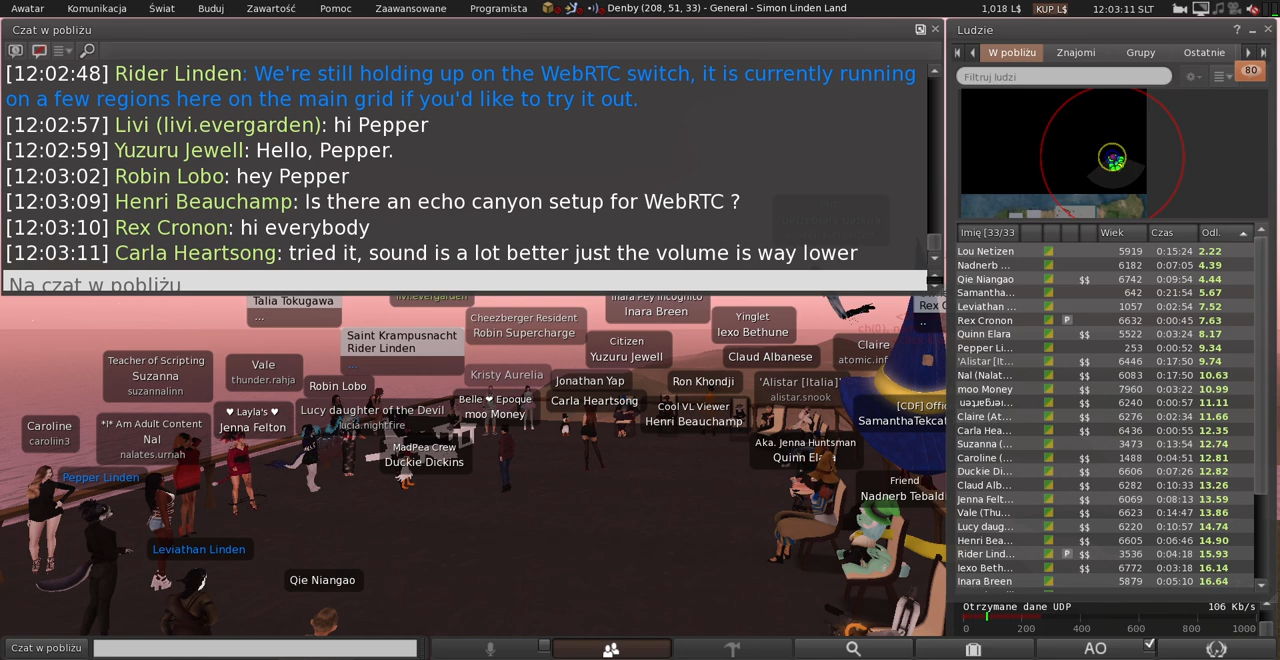 Awatar Komunikacja Świat Buduj Zawartość Pomoc Zaawansowane Programista Denby (208, 51, 33) - General - Simon Linden Land 1,018 L$ KUP L$ 12:03:11 SLT
Czat w pobliżu
[12:02:48] Rider Linden: We're still holding up on the WebRTC switch, it is currently running
on a few regions here on the main grid if you'd like to try it out.
[12:02:57] Livi (livi.evergarden): hi Pepper
[12:02:59] Yuzuru Jewell: Hello, Pepper.
[12:03:02] Robin Lobo: hey Pepper
[12:03:09] Henri Beauchamp: Is there an echo canyon setup for WebRTC ?
[12:03:10] Rex Cronon: hi everybody
[12:03:11] Carla Heartsong: tried it, sound is a lot better just the volume is way lower
Na czat w pobliżu
Talia Tokugawa
...
livi.evergarden
Inara Pey Incognito
Inara Breen
Cheezberger Resident
Robin Supercharge
Yinglet
Iexo Bethune
Rex C
..
Saint Krampusnacht
Rider Linden
...
Citizen
Yuzuru Jewell
Claire
atomic.inf
Claud Albanese
Teacher of Scripting
Suzanna
suzannalinn
Vale
thunder.rahja
Robin Lobo
Kristy Aurelia
Jonathan Yap
Carla Heartsong
Ron Khondji
'Alistar [Italia]'
alistar.snook
Belle ❤ Epoque
moo Money
Cool VL Viewer
Henri Beauchamp
[CDF] Offic
SamanthaTekcat
Lucy daughter of the Devil
lucia.nightfire
♥ Layla's ♥
Jenna Felton
Caroline
caroliin3
*I* Am Adult Content
Nal
nalates.urriah
MadPea Crew
Duckie Dickins
Aka. Jenna Huntsman
Quinn Ela
Friend
Nadnerb Tebaldi
Pepper Linden
Leviathan Linden
Qie Niangao
Czat w pobliżu
Ludzie
W pobliżu Znajomi Grupy Ostatnie
Filtruj ludzi
80
Imię [33/33 Wiek Czas Odl.
Lou Netizen 5919 0:15:24 2.22
Nadnerb ... 6182 0:07:05 4.39
Qie Niangao $$ 6742 0:09:54 4.44
Samantha... 642 0:21:54 5.67
Leviathan ... 1057 0:02:54 7.52
Rex Cronon P 6632 0:00:45 7.63
Quinn Elara $$ 5522 0:03:24 8.17
Pepper Li... 253 0:00:52 9.34
'Alistar [It... $$ 6446 0:17:50 9.74
Nal (Nalat... $$ 6083 0:17:50 10.63
moo Money 7960 0:03:22 10.99
$$ 6240 0:00:57 11.11
Claire (At... $$ 6276 0:02:34 11.66
Carla Hea... $$ 6436 0:00:55 12.35
Suzanna (... 3473 0:13:54 12.74
Caroline (... $$ 1488 0:04:51 12.81
Duckie Di... $$ 6606 0:07:26 12.82
Claud Alb... $$ 6282 0:10:33 13.26
Jenna Felt... $$ 6069 0:08:13 13.59
Vale (Thu... $$ 6623 0:14:47 13.86
Lucy daug... $$ 6220 0:10:57 14.74
Henri Bea... $$ 6605 0:06:46 14.90
Rider Lind... P $$ 3536 0:04:18 15.93
Iexo Beth... $$ 6772 0:03:18 16.14
Inara Breen 5879 0:05:10 16.64
Otrzymane dane UDP 106 Kb/s
0 200 400 600 800 1000
AO